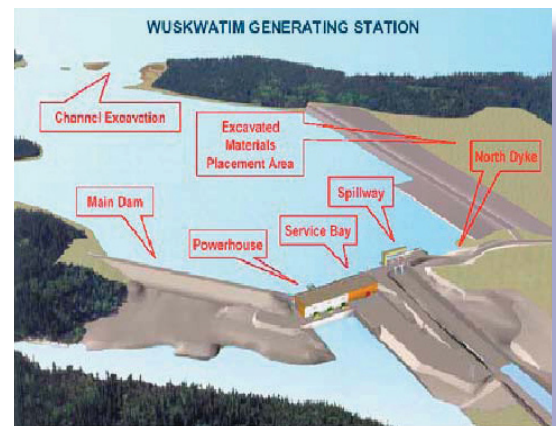 WUSKWATIM GENERATING STATION
Channel Excavation
Excavated
Materials
Placement Area
North Dyke
Spillway
Main Dam
Service Bay
Powerhouse